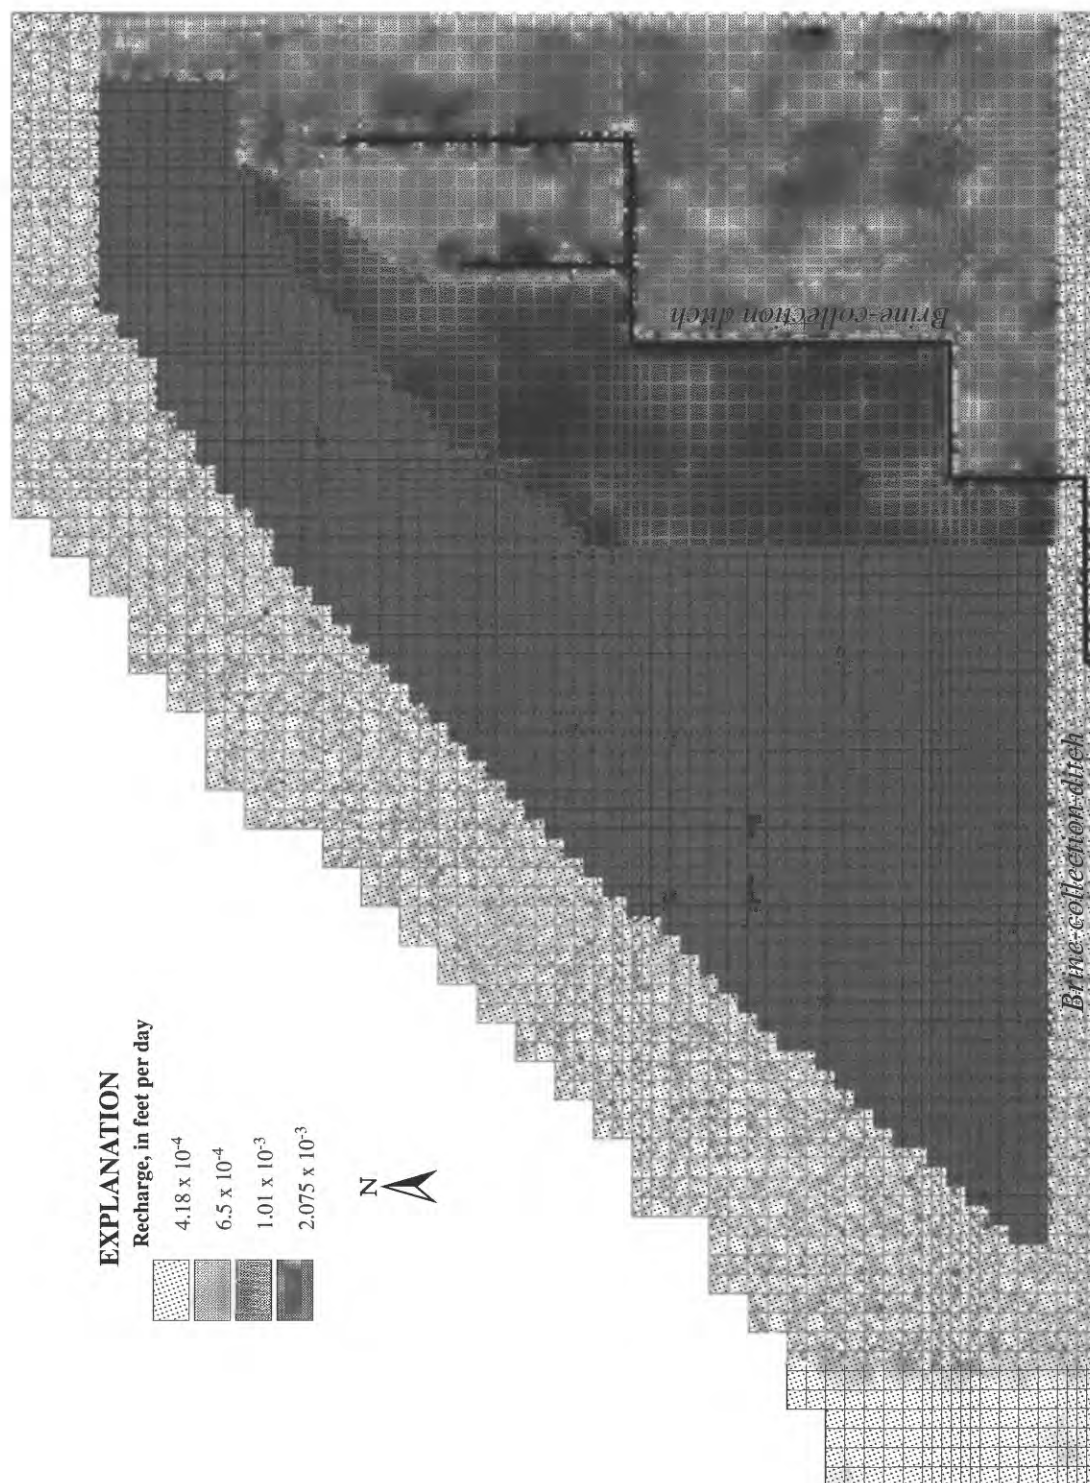 EXPLANATION
Recharge, in feet per day
4.18 x 10⁻⁴
6.5 x 10⁻⁴
1.01 x 10⁻³
2.075 x 10⁻³
N
Brine-collection ditch
Brine-collection ditch